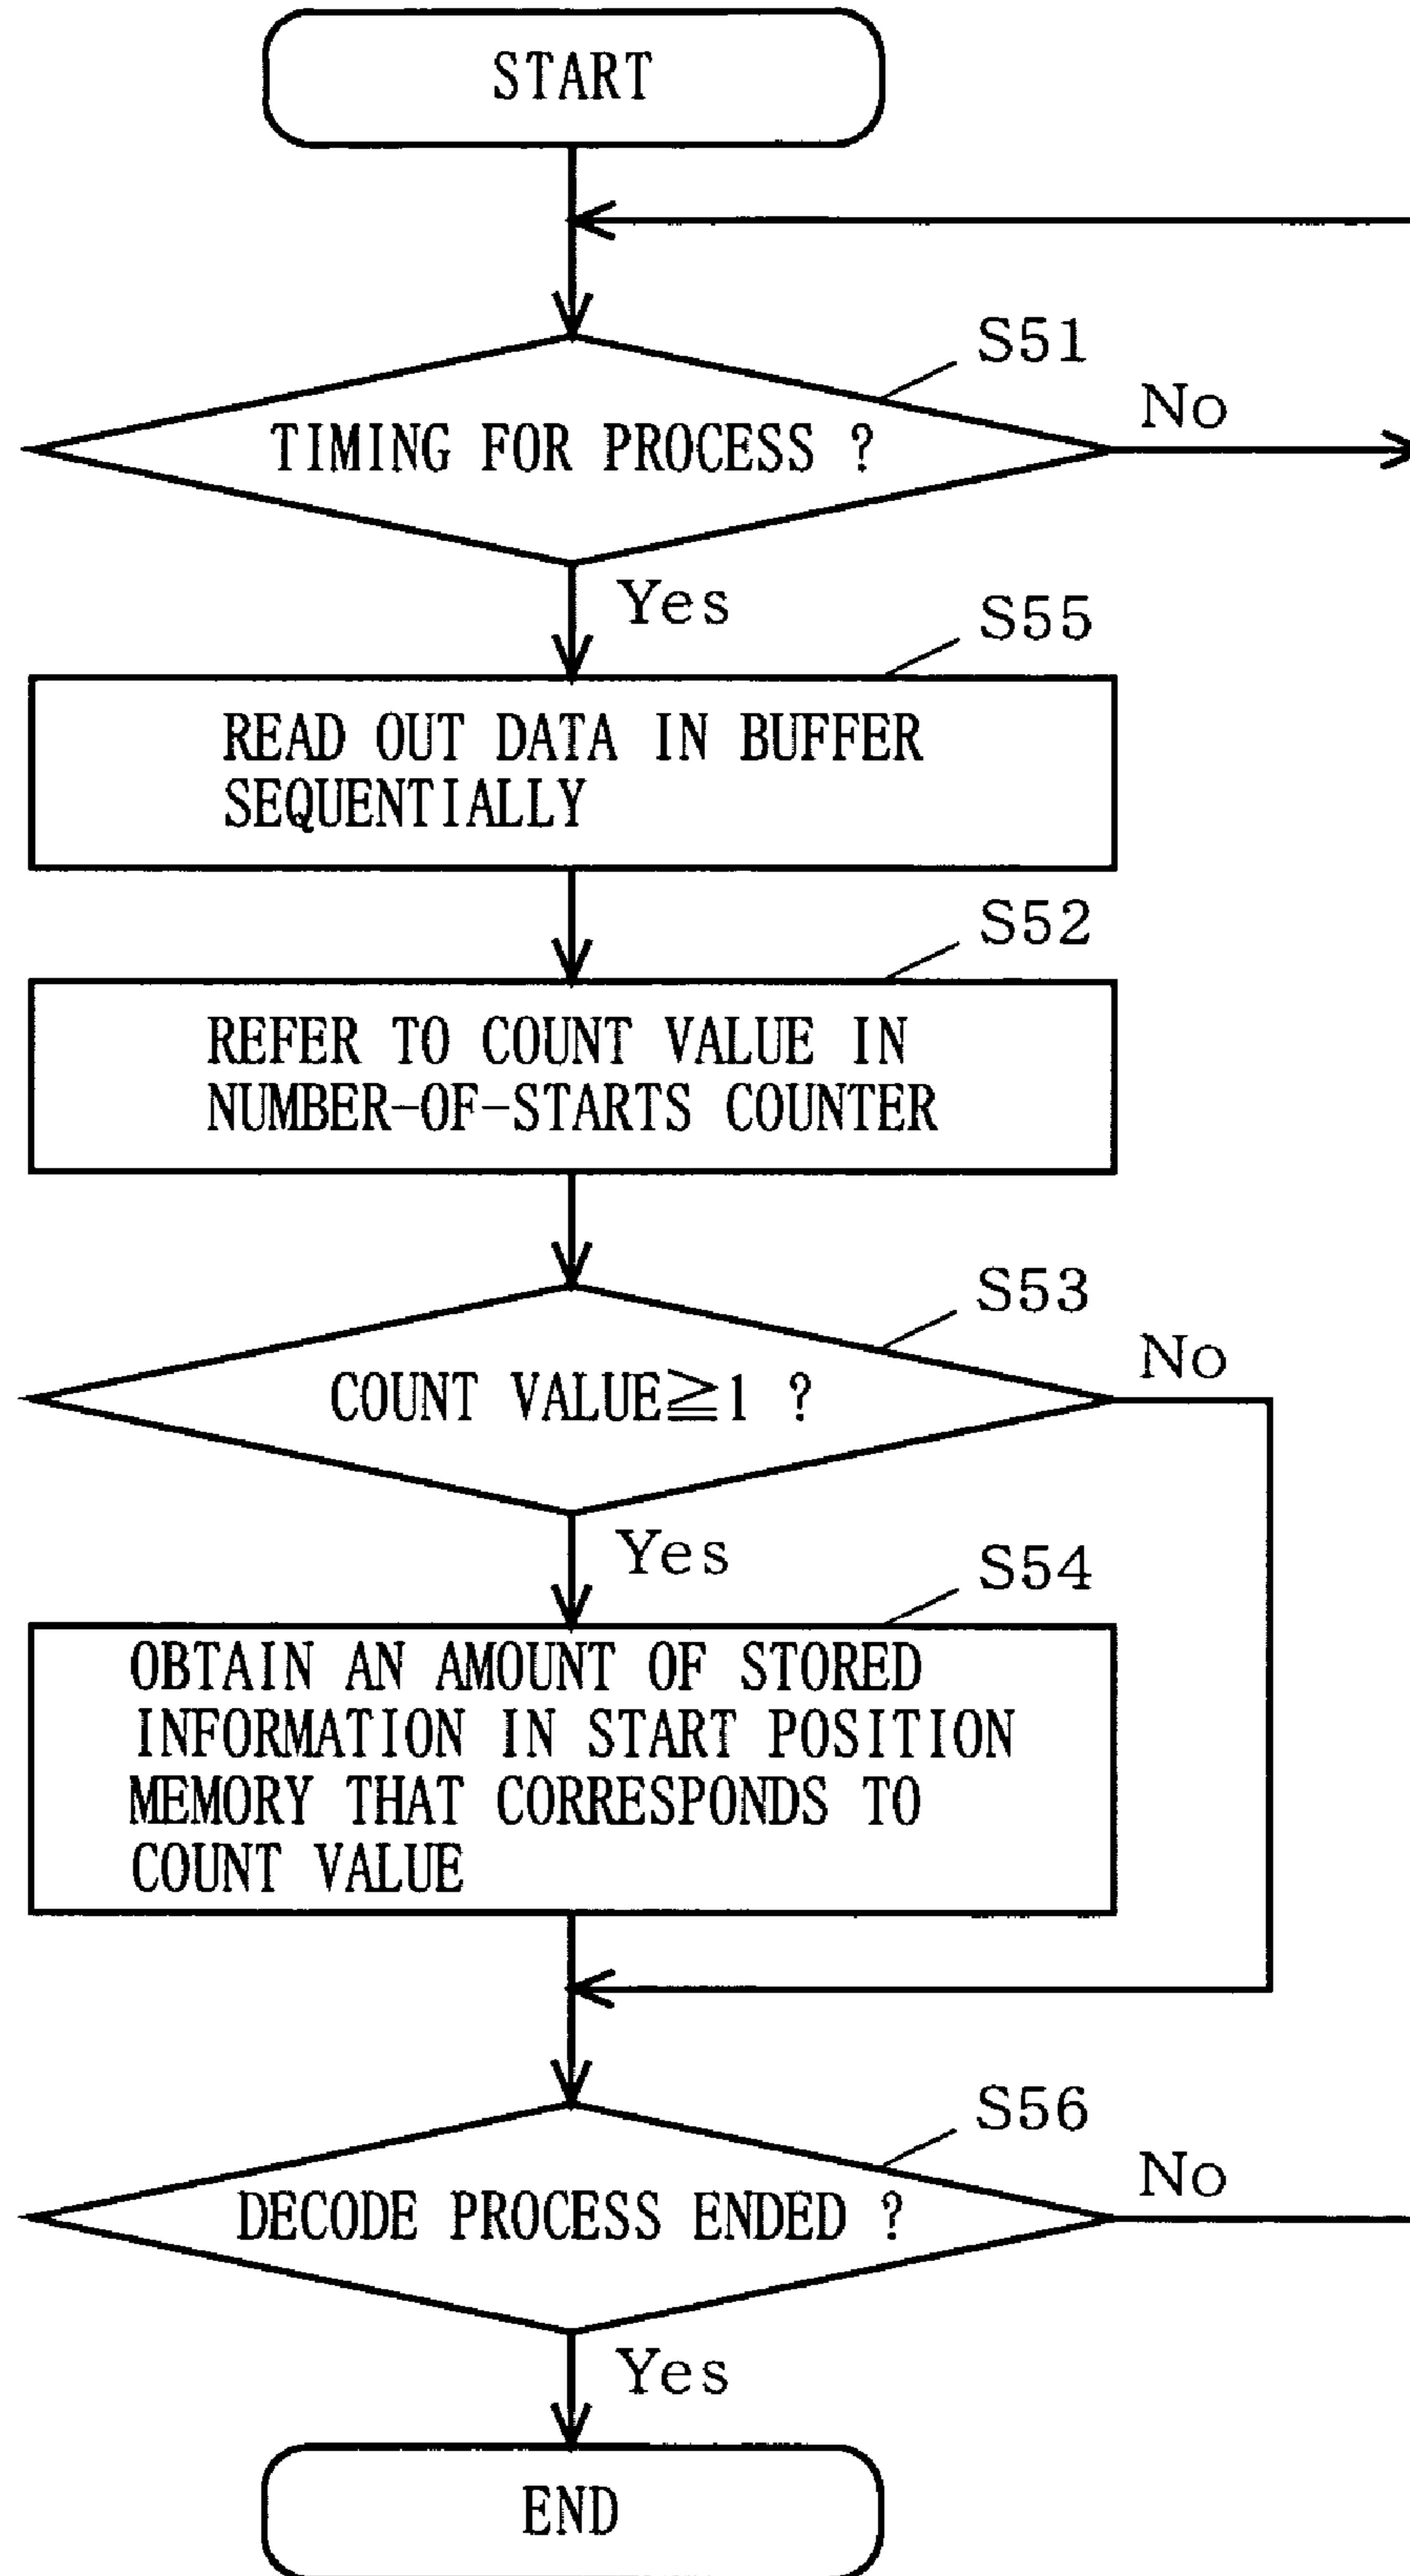 START
S51
TIMING FOR PROCESS ?
No
Yes
S55
READ OUT DATA IN BUFFER
SEQUENTIALLY
S52
REFER TO COUNT VALUE IN
NUMBER-OF-STARTS COUNTER
S53
COUNT VALUE≧1 ?
No
Yes
S54
OBTAIN AN AMOUNT OF STORED
INFORMATION IN START POSITION
MEMORY THAT CORRESPONDS TO
COUNT VALUE
S56
DECODE PROCESS ENDED ?
No
Yes
END